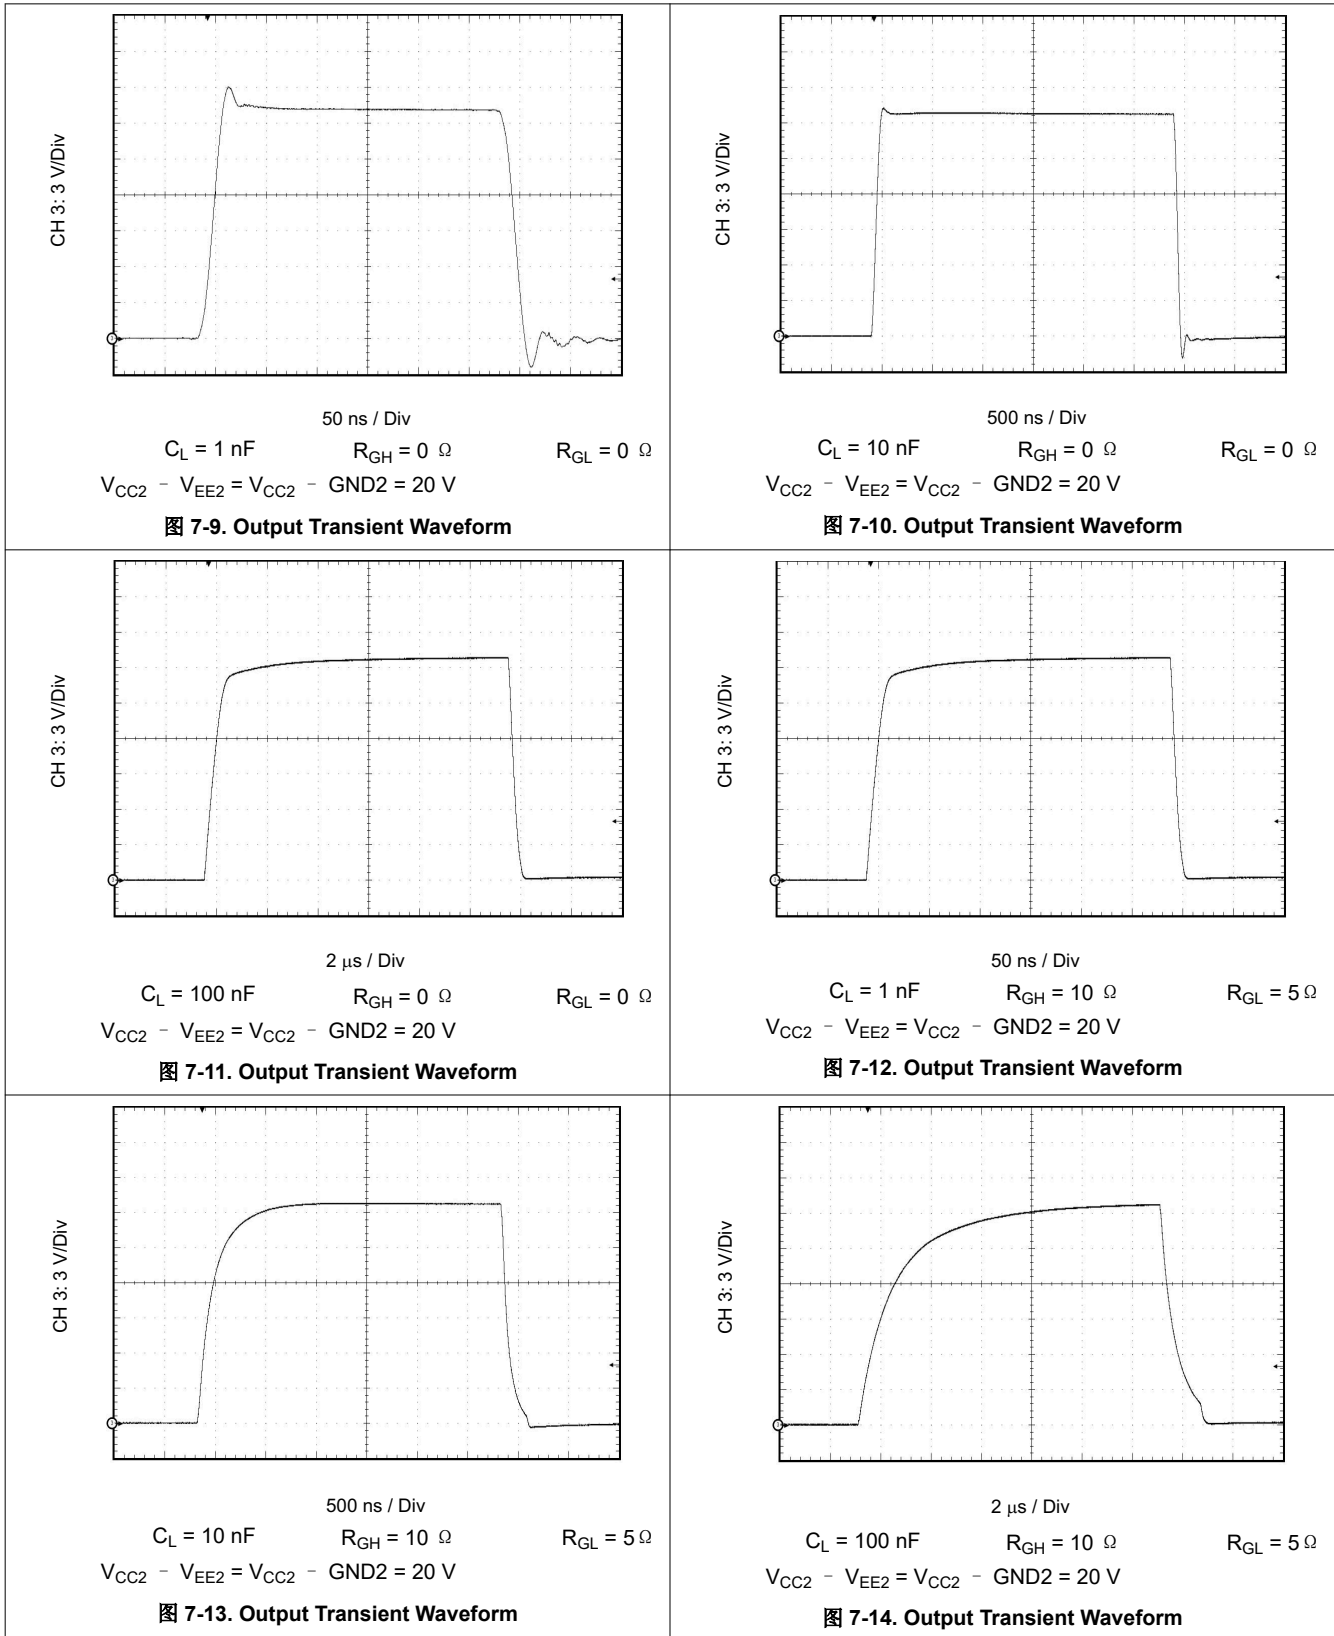 CH 3: 3 V/Div
50 ns / Div
C_L = 1 nF R_GH = 0 Ω R_GL = 0 Ω
V_CC2 − V_EE2 = V_CC2 − GND2 = 20 V
图 7-9. Output Transient Waveform
CH 3: 3 V/Div
500 ns / Div
C_L = 10 nF R_GH = 0 Ω R_GL = 0 Ω
V_CC2 − V_EE2 = V_CC2 − GND2 = 20 V
图 7-10. Output Transient Waveform
CH 3: 3 V/Div
2 μs / Div
C_L = 100 nF R_GH = 0 Ω R_GL = 0 Ω
V_CC2 − V_EE2 = V_CC2 − GND2 = 20 V
图 7-11. Output Transient Waveform
CH 3: 3 V/Div
50 ns / Div
C_L = 1 nF R_GH = 10 Ω R_GL = 5 Ω
V_CC2 − V_EE2 = V_CC2 − GND2 = 20 V
图 7-12. Output Transient Waveform
CH 3: 3 V/Div
500 ns / Div
C_L = 10 nF R_GH = 10 Ω R_GL = 5 Ω
V_CC2 − V_EE2 = V_CC2 − GND2 = 20 V
图 7-13. Output Transient Waveform
CH 3: 3 V/Div
2 μs / Div
C_L = 100 nF R_GH = 10 Ω R_GL = 5 Ω
V_CC2 − V_EE2 = V_CC2 − GND2 = 20 V
图 7-14. Output Transient Waveform